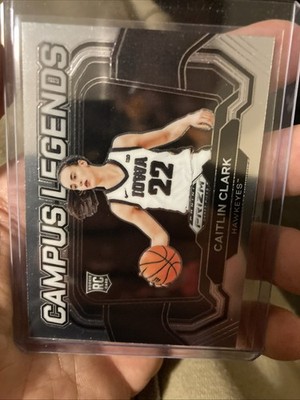 CAMPUS LEGENDS
IOWA
22
RC
PRIZM
CAITLIN CLARK
HAWKEYES